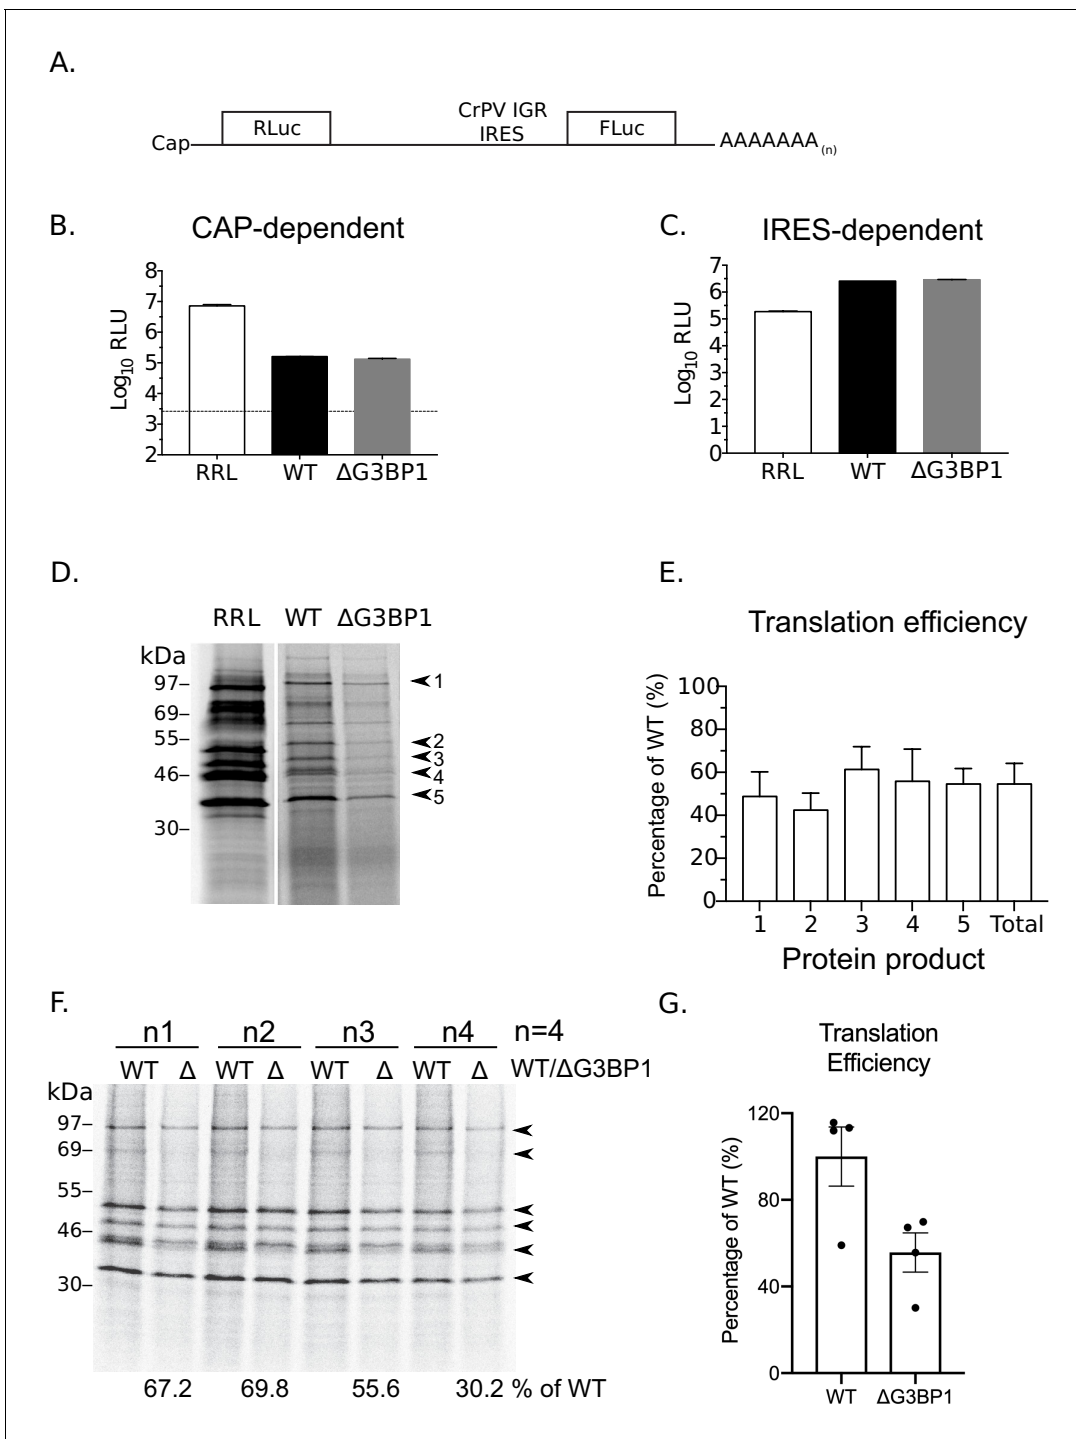 A.
Cap
RLuc
CrPV IGR
IRES
FLuc
AAAAAAA (n)
B.
CAP-dependent
Log10 RLU
8
7
6
5
4
3
2
RRL WT ΔG3BP1
C.
IRES-dependent
Log10 RLU
7
6
5
4
3
2
1
0
RRL WT ΔG3BP1
D.
RRL WT ΔG3BP1
kDa
97–
69–
55–
46–
30–
1
2
3
4
5
E.
Translation efficiency
Percentage of WT (%)
100
80
60
40
20
0
1 2 3 4 5 Total
Protein product
F.
n1 n2 n3 n4 n=4
WT Δ WT Δ WT Δ WT Δ WT/ΔG3BP1
kDa
97–
69–
55–
46–
30–
67.2 69.8 55.6 30.2 % of WT
G.
Translation
Efficiency
Percentage of WT (%)
120
80
40
0
WT ΔG3BP1